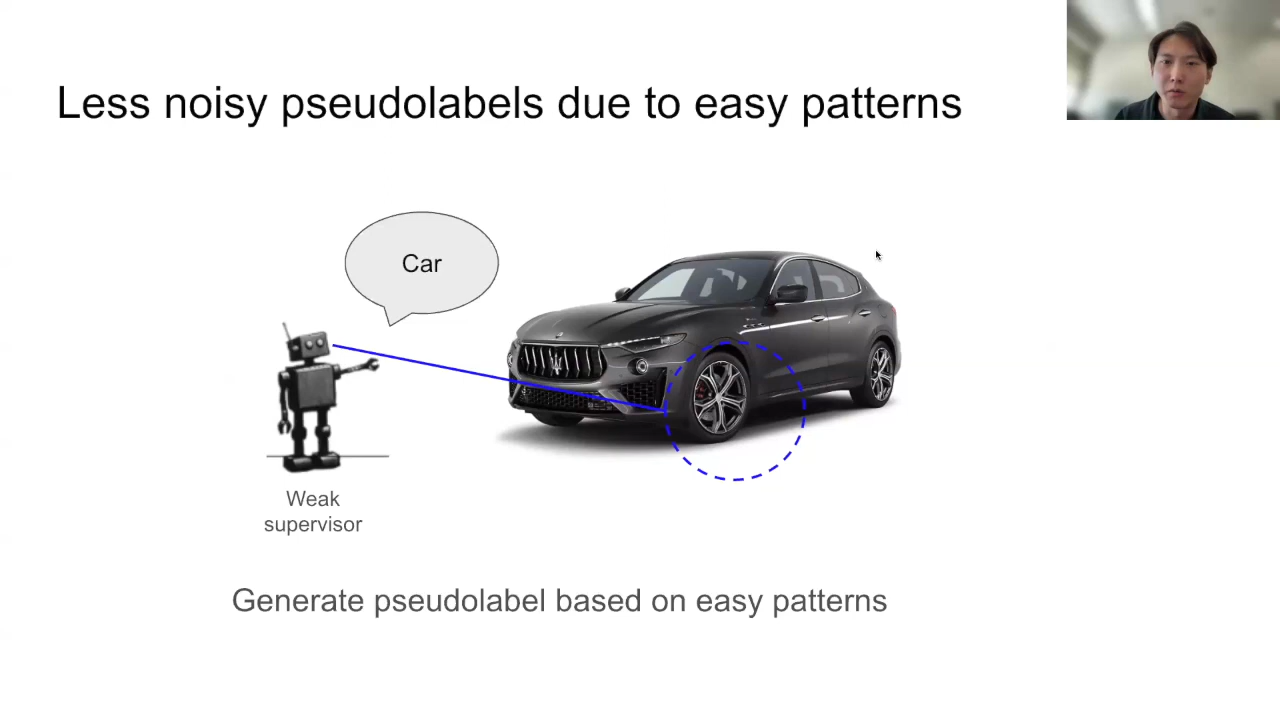 Less noisy pseudolabels due to easy patterns
Car
Weak
supervisor
Generate pseudolabel based on easy patterns